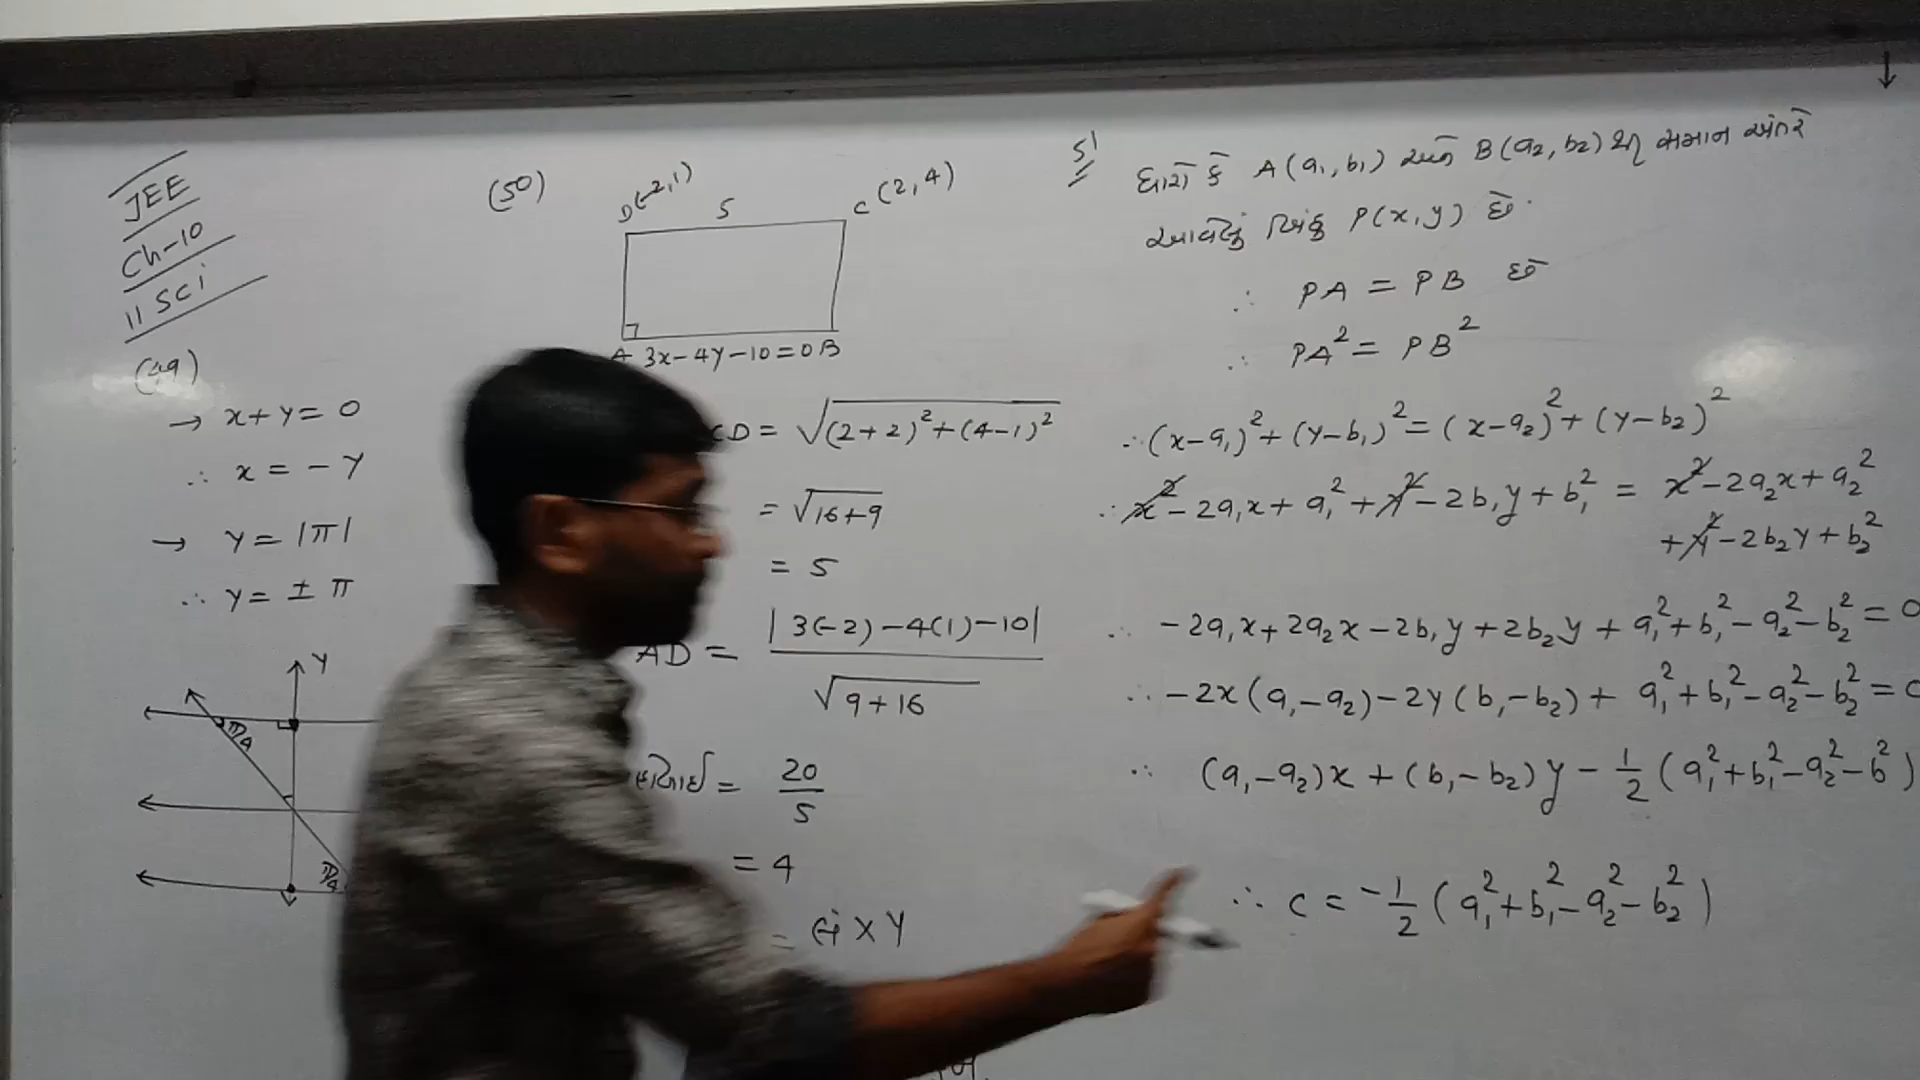 JEE
Ch-10
11 Sci
(49)
→ x+y=0
∴ x = -y
→ y = |π|
∴ y = ± π
Y
π/4
π/4
(50)
D(-2,1)
5
C(2,4)
A 3x-4y-10=0 B
CD = √(2+2)²+(4-1)²
= √16+9
= 5
AD = |3(-2)-4(1)-10| / √9+16
= 20/5
= 4
51
ધારો કે A(a₁,b₁) અને B(a₂,b₂) થી સમાન અંતરે
આવેલું બિંદુ P(x,y) છે.
∴ PA = PB છે
∴ PA² = PB²
∴ (x-a₁)²+(y-b₁)²=(x-a₂)²+(y-b₂)²
∴ x²-2a₁x+a₁²+y²-2b₁y+b₁² = x²-2a₂x+a₂²
+y²-2b₂y+b₂²
∴ -2a₁x+2a₂x-2b₁y+2b₂y+a₁²+b₁²-a₂²-b₂²=0
∴ -2x(a₁-a₂)-2y(b₁-b₂)+a₁²+b₁²-a₂²-b₂²=0
∴ (a₁-a₂)x+(b₁-b₂)y-1/2(a₁²+b₁²-a₂²-b²)
∴ c = -1/2(a₁²+b₁²-a₂²-b₂²)